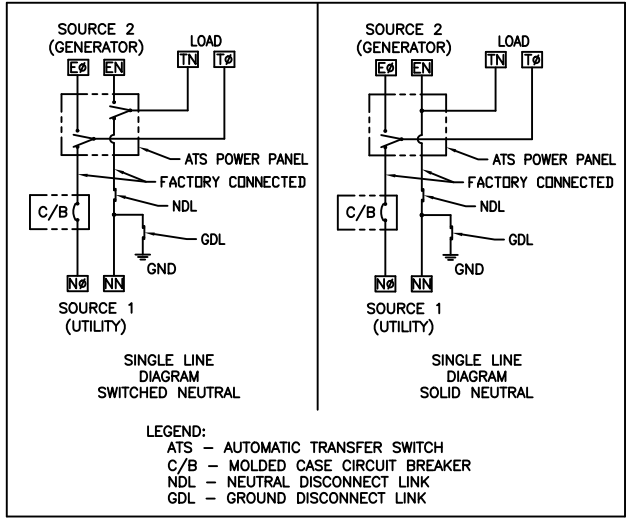 SOURCE 2
(GENERATOR)
LOAD
EØ EN TN TØ
ATS POWER PANEL
FACTORY CONNECTED
C/B
NDL
GDL
GND
NØ NN
SOURCE 1
(UTILITY)
SINGLE LINE
DIAGRAM
SWITCHED NEUTRAL
SOURCE 2
(GENERATOR)
LOAD
EØ EN TN TØ
ATS POWER PANEL
FACTORY CONNECTED
C/B
NDL
GDL
GND
NØ NN
SOURCE 1
(UTILITY)
SINGLE LINE
DIAGRAM
SOLID NEUTRAL
LEGEND:
ATS – AUTOMATIC TRANSFER SWITCH
C/B – MOLDED CASE CIRCUIT BREAKER
NDL – NEUTRAL DISCONNECT LINK
GDL – GROUND DISCONNECT LINK